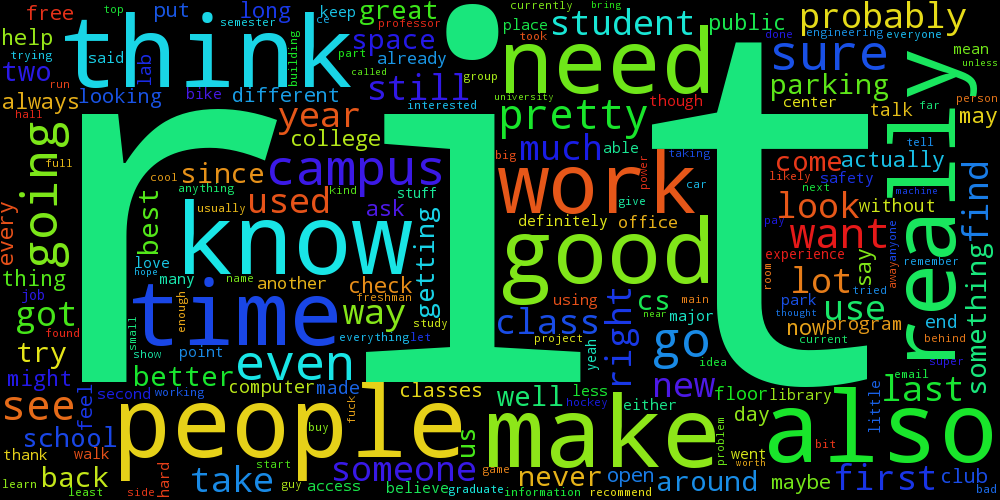 rit
think
need
people
know
time
work
good
make
also
really
going
campus
even
sure
probably
student
pretty
much
still
space
great
year
college
since
used
ask
way
got
try
might
see
school
back
take
someone
better
computer
made
check
another
getting
class
right
go
new
cs
classes
well
us
never
open
around
first
last
something
find
use
lot
want
look
come
actually
parking
public
center
talk
may
mean
person
unless
far
tell
safety
without
experience
likely
next
machine
pay
anyone
away
remember
say
room
park
tried
thought
now
program
current
end
behind
super
email
floor
library
day
little
went
worth
maybe
bit
club
bad
problem
either
less
hockey
idea
major
main
near
using
project
yeah
study
let
everything
office
definitely
give
power
car
taking
able
big
though
group
university
currently
place
took
bring
done
engineering
everyone
top
free
put
long
keep
professor
semester
cc
help
trying
said
building
part
already
called
interested
two
run
lab
looking
bike
different
always
hall
full
every
cool
anything
kind
stuff
usually
best
love
hope
many
name
freshman
enough
thing
job
found
small
show
point
second
working
feel
fuck
buy
thank
walk
learn
least
side
hard
start
guy
access
game
believe
graduate
information
recommend